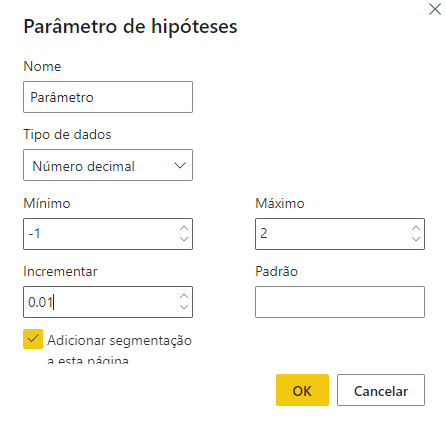 Parâmetro de hipóteses
Nome
Parâmetro
Tipo de dados
Número decimal
Mínimo
Máximo
-1
2
Incrementar
Padrão
0.01
Adicionar segmentação
a esta página
OK
Cancelar